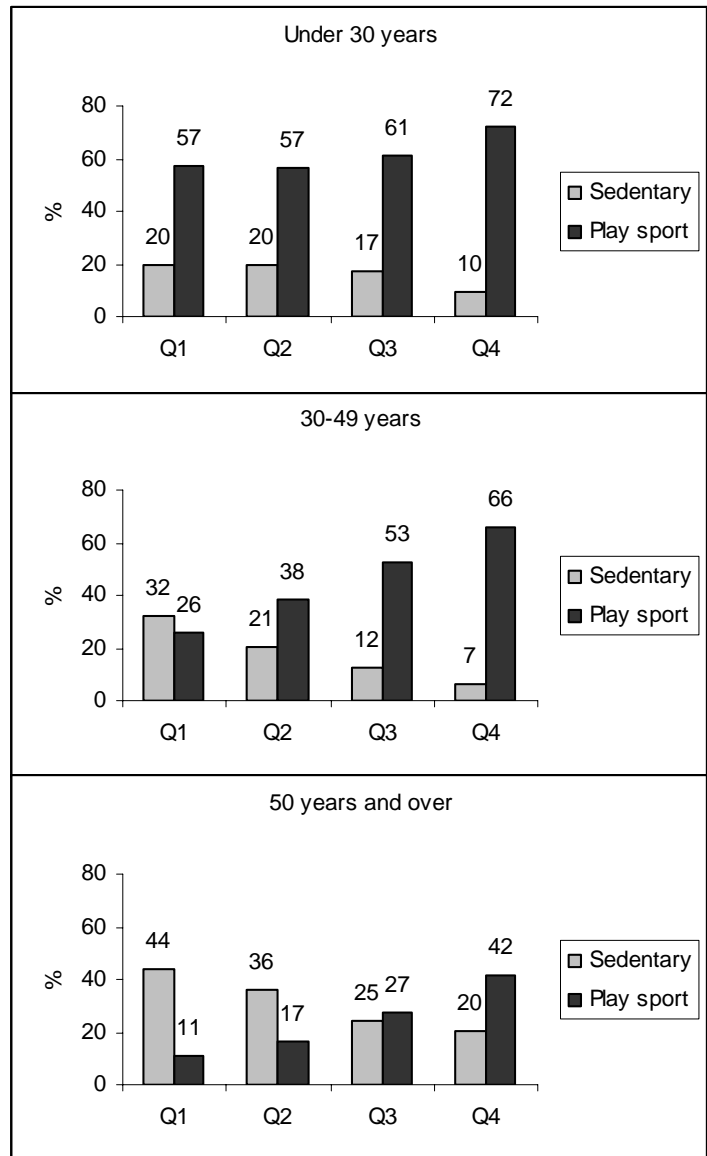 Under 30 years
80
60
40
20
0
%
20 57 20 57 17 61 10 72
Q1 Q2 Q3 Q4
Sedentary
Play sport
30-49 years
80
60
40
20
0
%
32 26 21 38 12 53 7 66
Q1 Q2 Q3 Q4
Sedentary
Play sport
50 years and over
80
60
40
20
0
%
44 11 36 17 25 27 20 42
Q1 Q2 Q3 Q4
Sedentary
Play sport